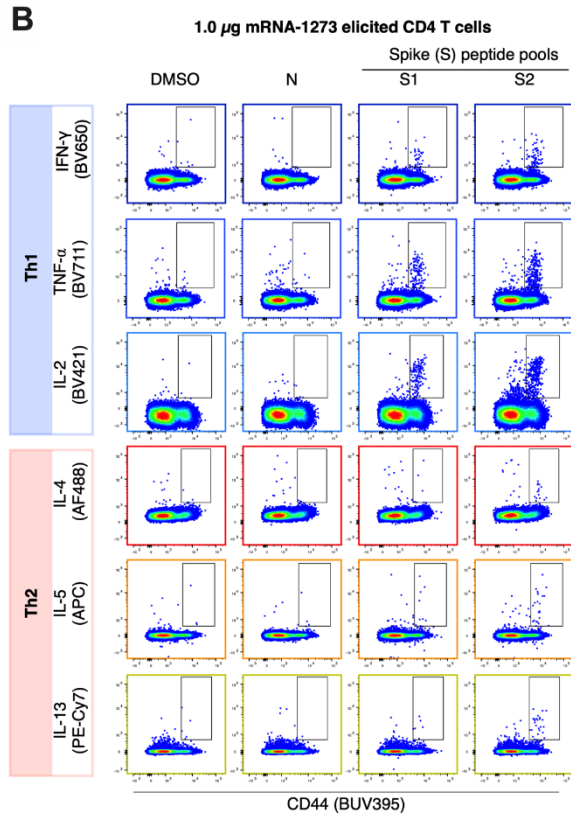 B
1.0 µg mRNA-1273 elicited CD4 T cells
Spike (S) peptide pools
DMSO N S1 S2
Th1
IFN-γ
(BV650)
TNF-α
(BV711)
IL-2
(BV421)
Th2
IL-4
(AF488)
IL-5
(APC)
IL-13
(PE-Cy7)
CD44 (BUV395)